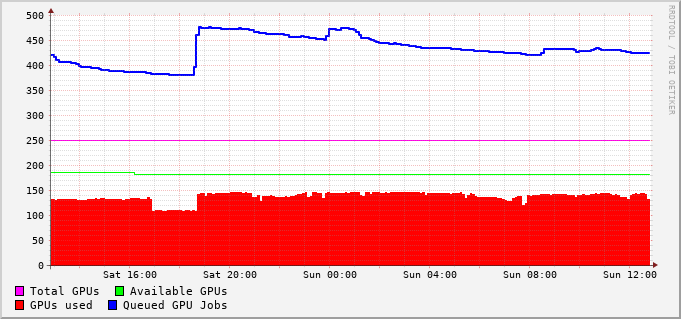 500
450
400
350
300
250
200
150
100
50
0
Sat 16:00 Sat 20:00 Sun 00:00 Sun 04:00 Sun 08:00 Sun 12:00
Total GPUs Available GPUs
GPUs used Queued GPU Jobs
RRDTOOL / TOBI OETIKER